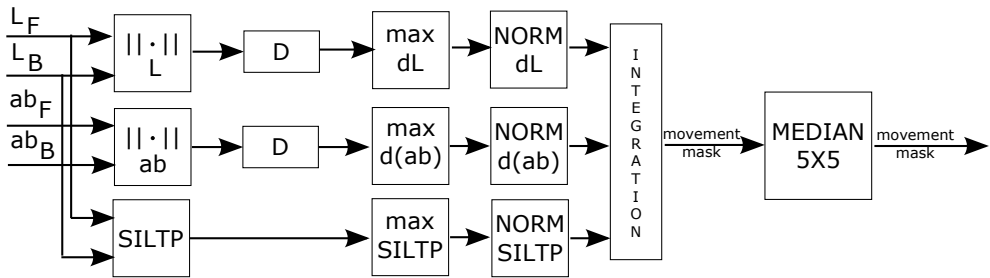 L_F
L_B
ab_F
ab_B
||·||
L
D
max
dL
NORM
dL
||·||
ab
D
max
d(ab)
NORM
d(ab)
SILTP
max
SILTP
NORM
SILTP
INTEGRATION
movement
mask
MEDIAN
5X5
movement
mask